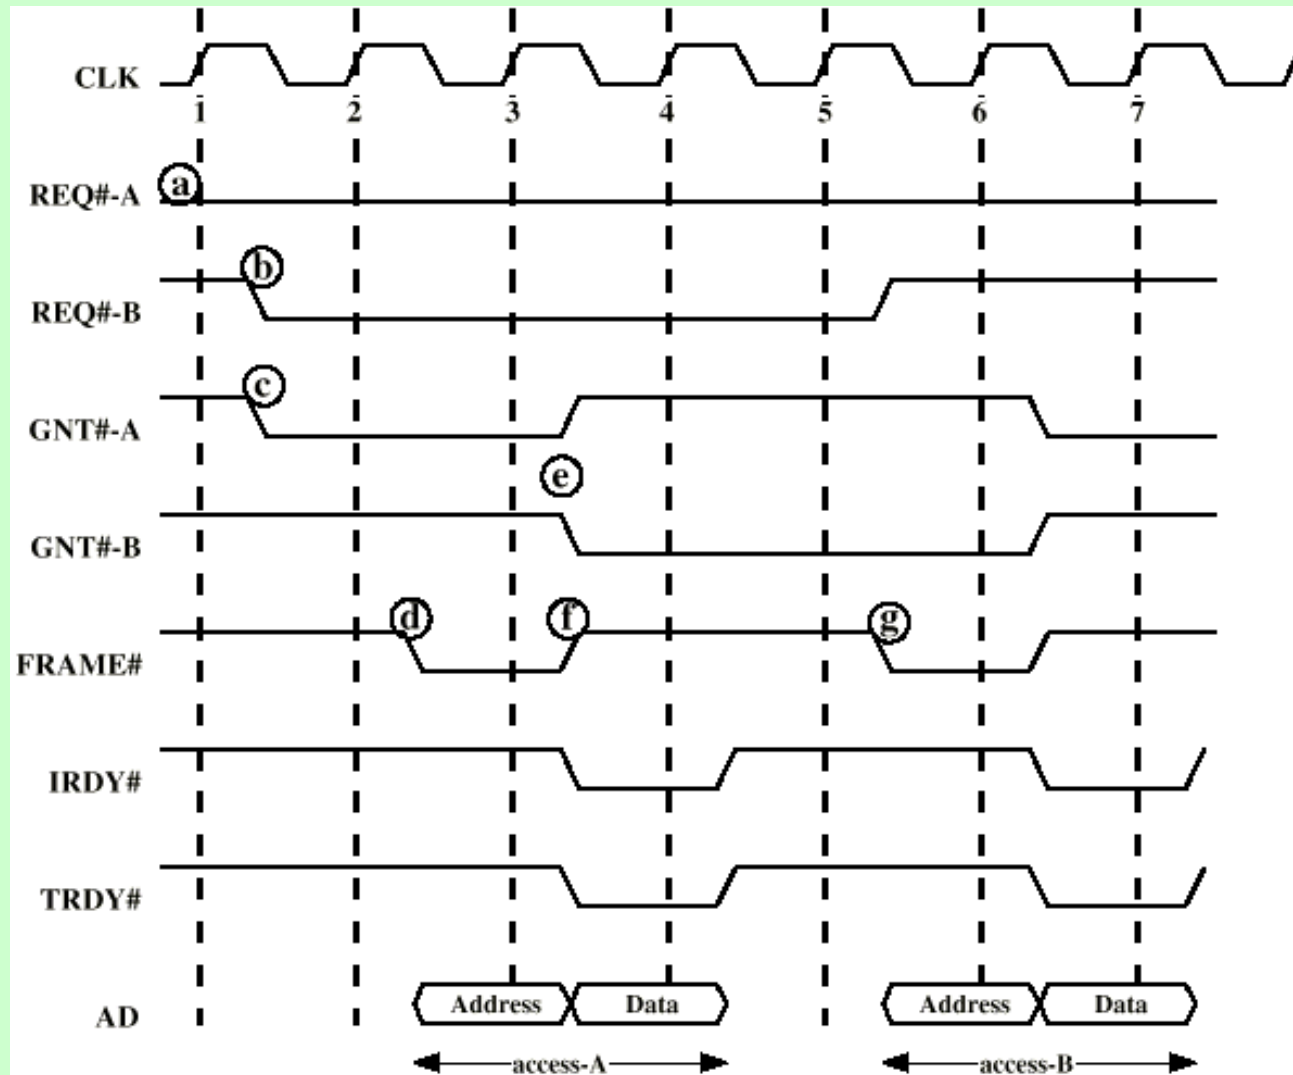 CLK
1 2 3 4 5 6 7
a
REQ#-A
b
REQ#-B
c
GNT#-A
e
GNT#-B
d f g
FRAME#
IRDY#
TRDY#
Address Data Address Data
AD
access-A access-B